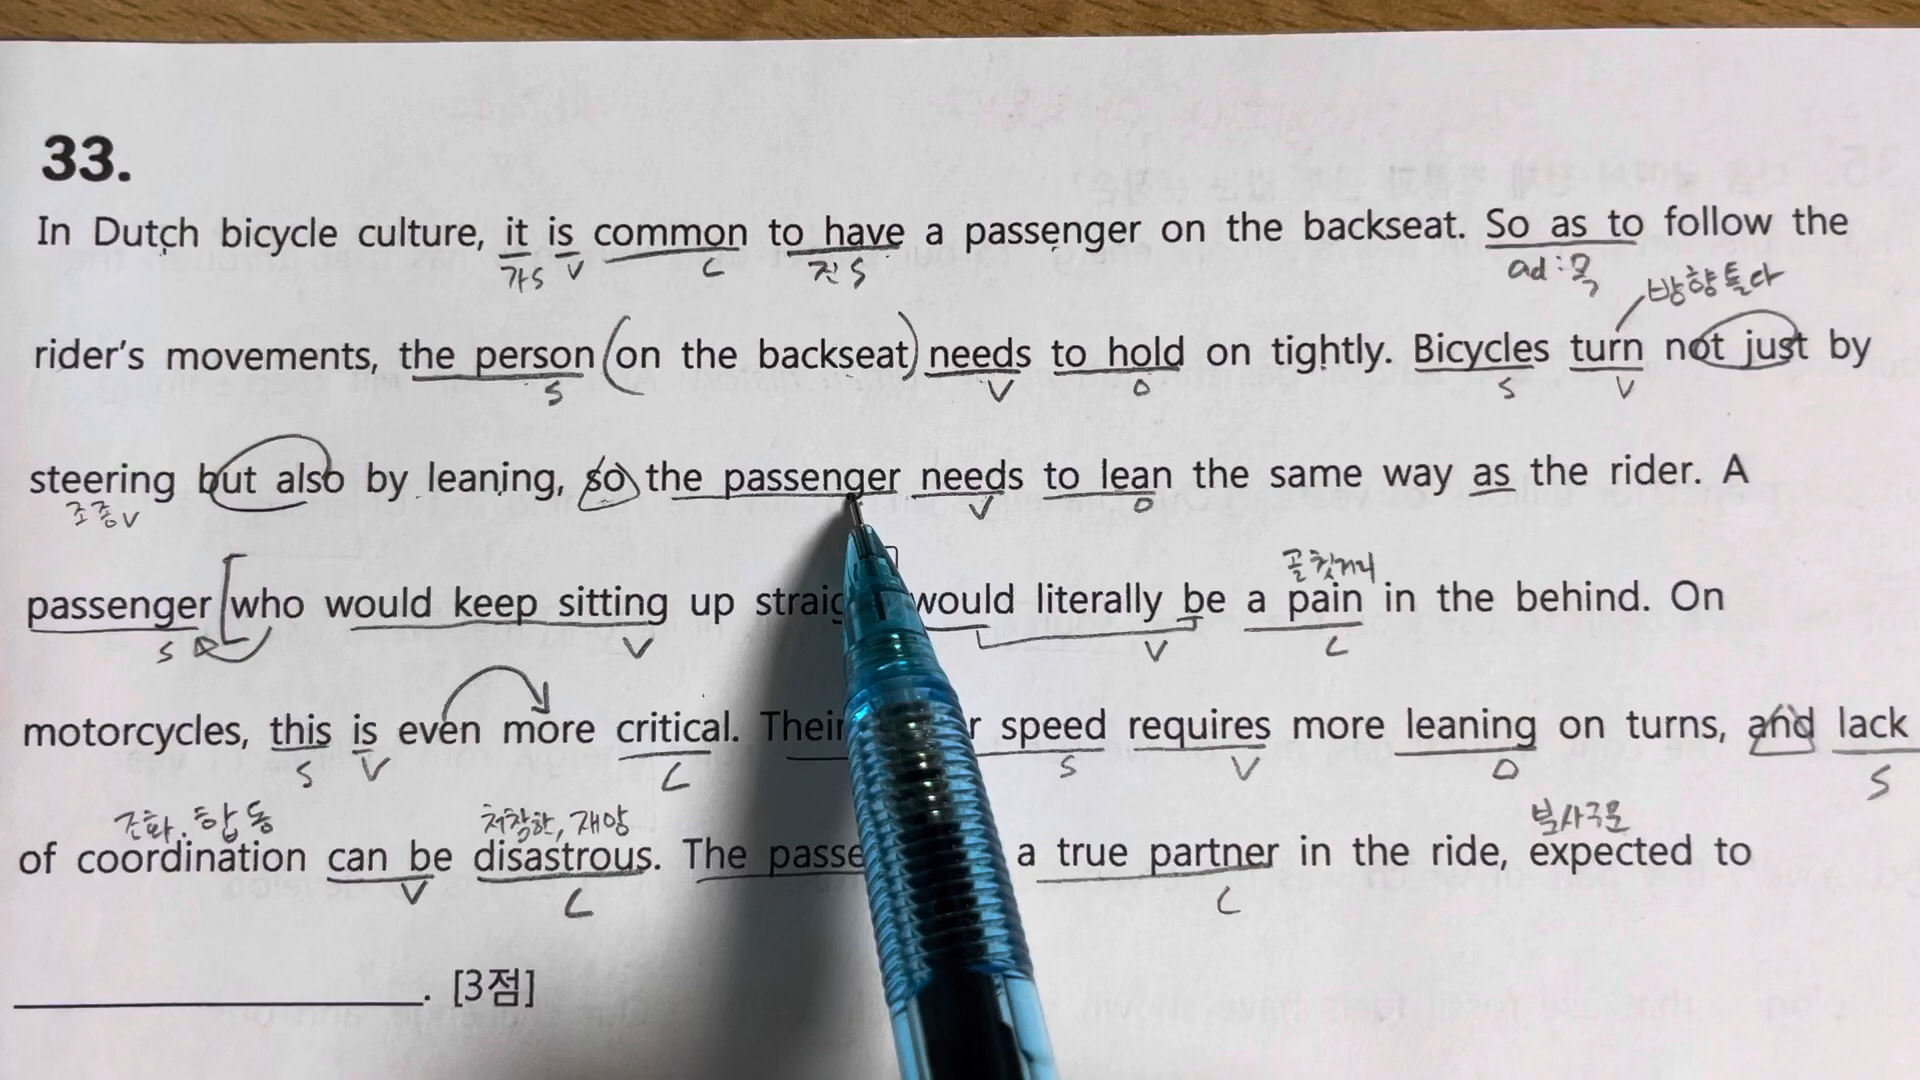 33.
In Dutch bicycle culture, it is common to have a passenger on the backseat. So as to follow the
가S V C 진S ad:목 방향틀다
rider's movements, the person (on the backseat) needs to hold on tightly. Bicycles turn not just by
S V O S V
steering but also by leaning, so the passenger needs to lean the same way as the rider. A
조종V V O
골칫거리
passenger [who would keep sitting up would literally be a pain in the behind. On
S V V C
motorcycles, this is even more critical. Their speed requires more leaning on turns, and lack
S V C S V O S
조화, 합동 처참한, 재앙 분사구문
of coordination can be disastrous. The a true partner in the ride, expected to
V C C
. [3점]